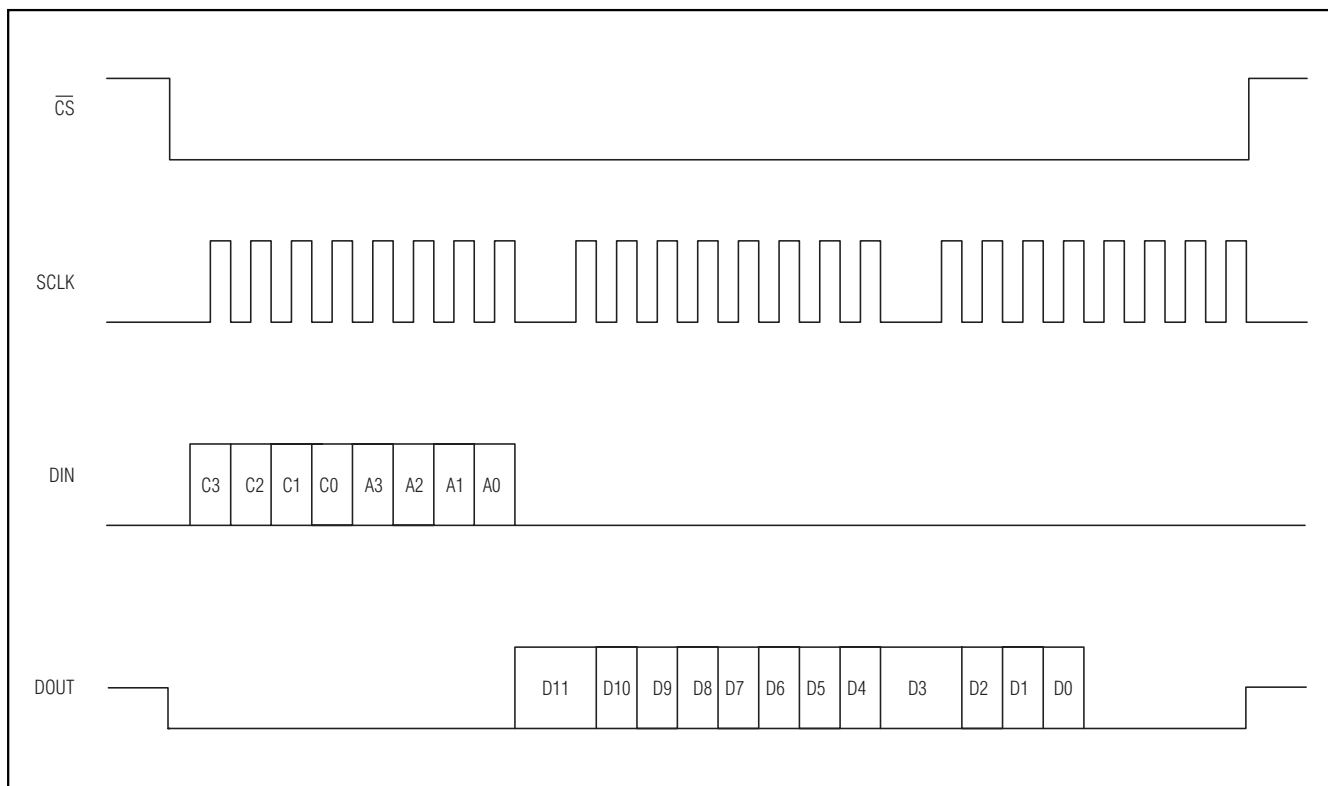 C̅S̅
SCLK
DIN
C3 C2 C1 C0 A3 A2 A1 A0
DOUT
D11 D10 D9 D8 D7 D6 D5 D4 D3 D2 D1 D0